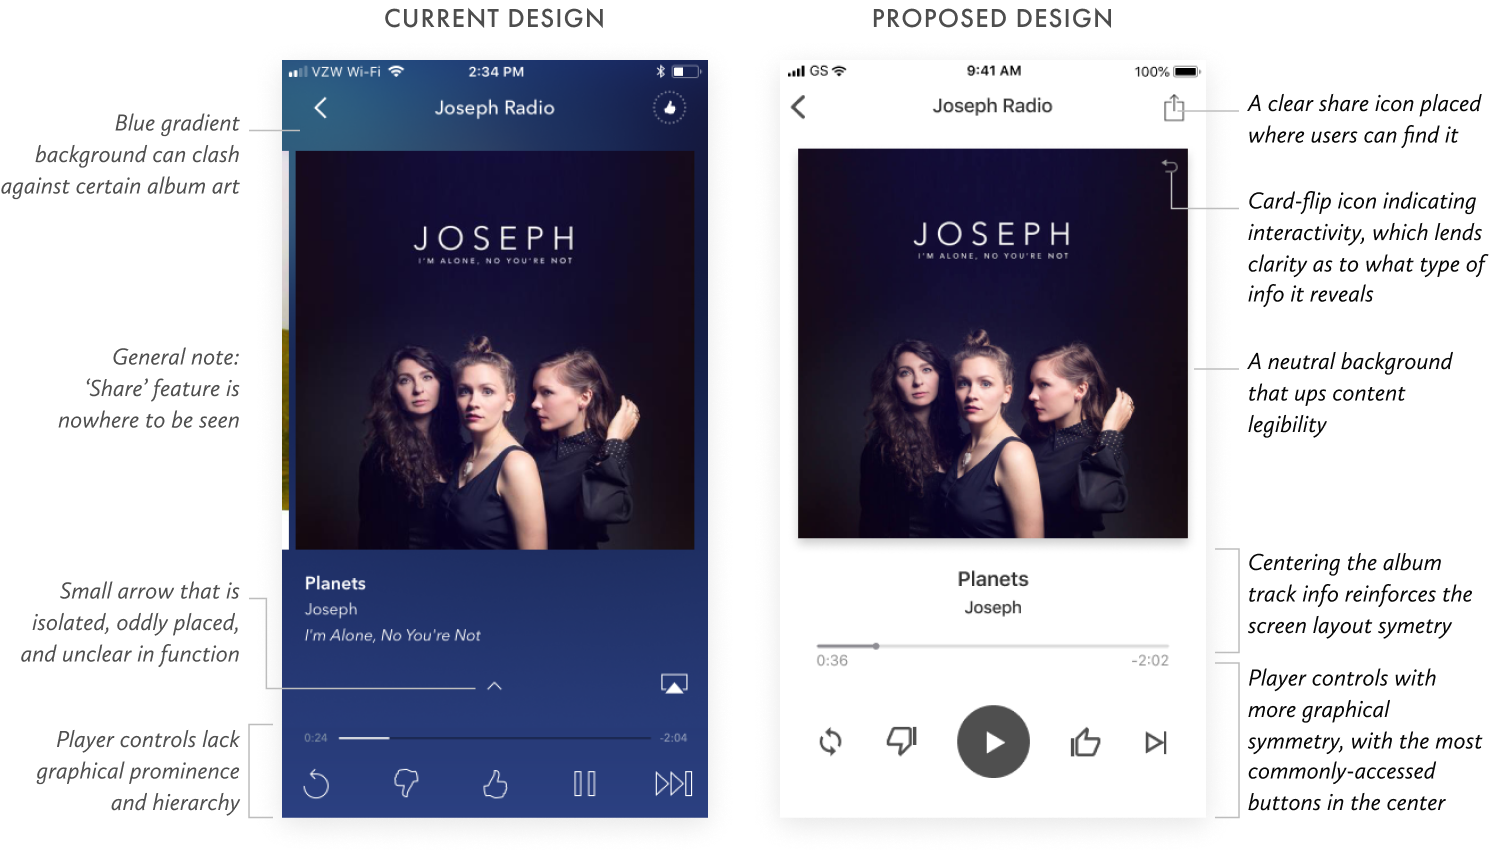 CURRENT DESIGN
PROPOSED DESIGN
Blue gradient
background can clash
against certain album art
General note:
‘Share’ feature is
nowhere to be seen
Small arrow that is
isolated, oddly placed,
and unclear in function
Player controls lack
graphical prominence
and hierarchy
VZW Wi-Fi
2:34 PM
Joseph Radio
JOSEPH
I'M ALONE, NO YOU'RE NOT
Planets
Joseph
I'm Alone, No You're Not
0:24
-2:04
GS
9:41 AM
100%
Joseph Radio
JOSEPH
I'M ALONE, NO YOU'RE NOT
Planets
Joseph
0:36
-2:02
A clear share icon placed
where users can find it
Card-flip icon indicating
interactivity, which lends
clarity as to what type of
info it reveals
A neutral background
that ups content
legibility
Centering the album
track info reinforces the
screen layout symetry
Player controls with
more graphical
symmetry, with the most
commonly-accessed
buttons in the center